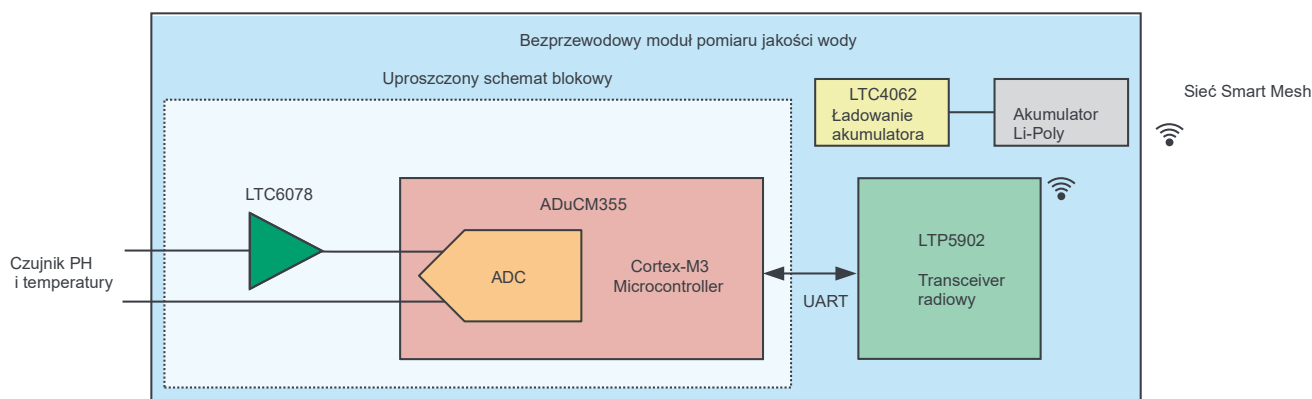 Bezprzewodowy moduł pomiaru jakości wody
Uproszczony schemat blokowy
LTC4062
Ładowanie
akumulatora
Akumulator
Li-Poly
Sieć Smart Mesh
LTC6078
ADuCM355
Czujnik PH
i temperatury
ADC
Cortex-M3
Microcontroller
UART
LTP5902
Transceiver
radiowy